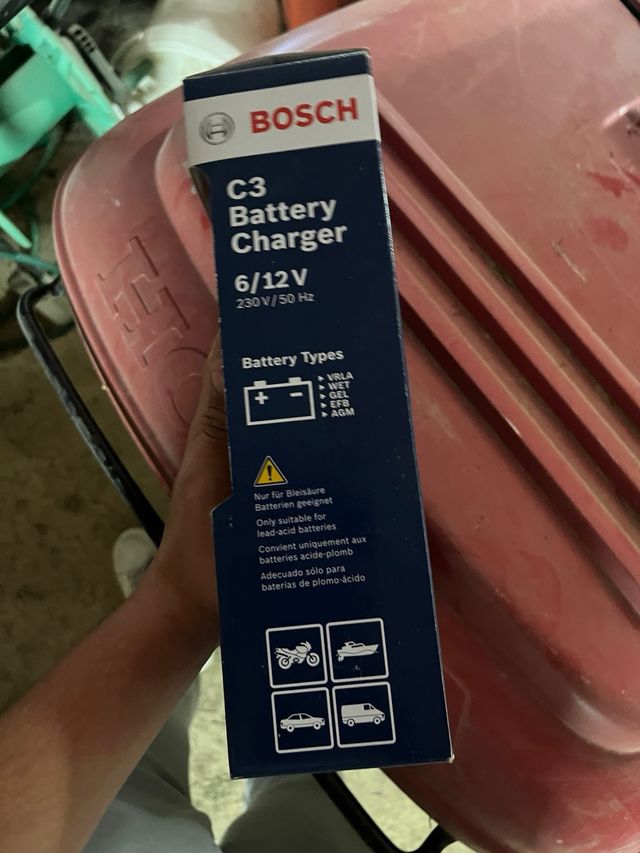 BOSCH
C3
Battery
Charger
6/12 V
230 V / 50 Hz
Battery Types
VRLA
WET
GEL
EFB
AGM
+ -
Nur für Bleisäure
Batterien geeignet
Only suitable for
lead-acid batteries
Convient uniquement aux
batteries acide-plomb
Adecuado sólo para
baterías de plomo-ácido